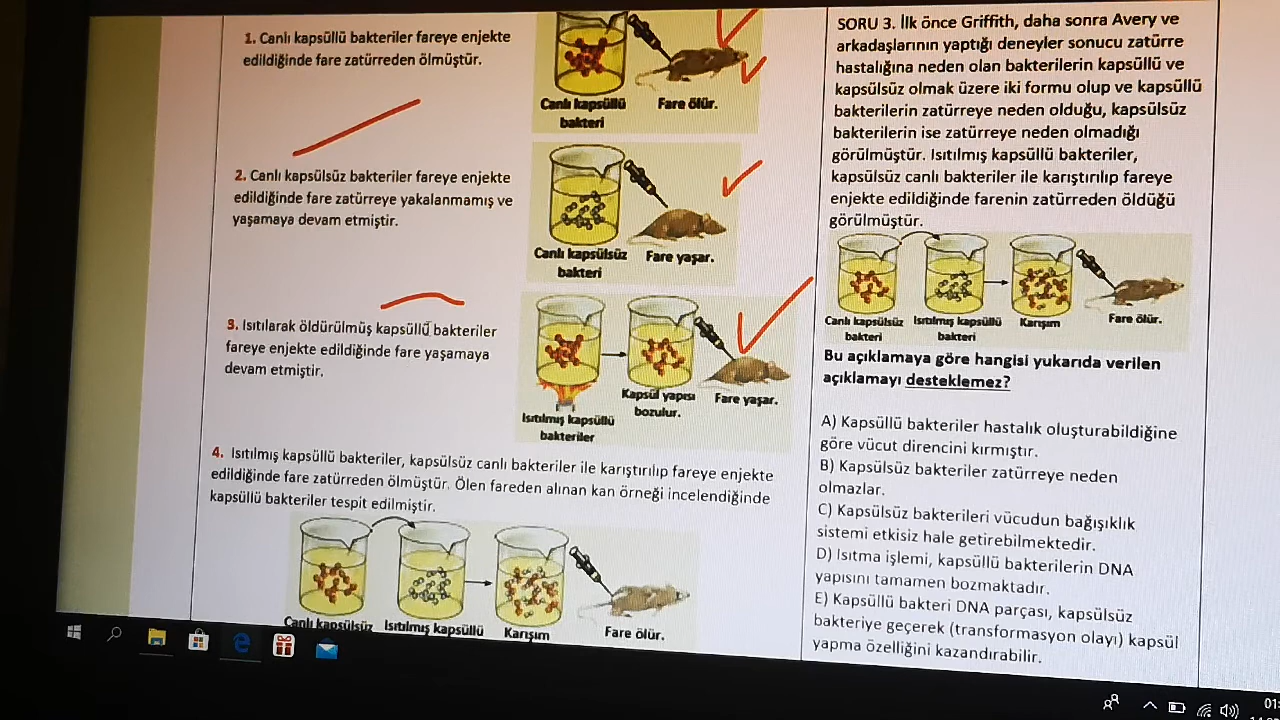 1. Canlı kapsüllü bakteriler fareye enjekte
edildiğinde fare zatürreden ölmüştür.
Canlı kapsüllü
bakteri
Fare ölür.
2. Canlı kapsülsüz bakteriler fareye enjekte
edildiğinde fare zatürreye yakalanmamış ve
yaşamaya devam etmiştir.
Canlı kapsülsüz
bakteri
Fare yaşar.
3. Isıtılarak öldürülmüş kapsüllü bakteriler
fareye enjekte edildiğinde fare yaşamaya
devam etmiştir.
Isıtılmış kapsüllü
bakteriler
Kapsül yapısı
bozulur.
Fare yaşar.
4. Isıtılmış kapsüllü bakteriler, kapsülsüz canlı bakteriler ile karıştırılıp fareye enjekte
edildiğinde fare zatürreden ölmüştür. Ölen fareden alınan kan örneği incelendiğinde
kapsüllü bakteriler tespit edilmiştir.
Canlı kapsülsüz
Isıtılmış kapsüllü
Karışım
Fare ölür.
SORU 3. İlk önce Griffith, daha sonra Avery ve
arkadaşlarının yaptığı deneyler sonucu zatürre
hastalığına neden olan bakterilerin kapsüllü ve
kapsülsüz olmak üzere iki formu olup ve kapsüllü
bakterilerin zatürreye neden olduğu, kapsülsüz
bakterilerin ise zatürreye neden olmadığı
görülmüştür. Isıtılmış kapsüllü bakteriler,
kapsülsüz canlı bakteriler ile karıştırılıp fareye
enjekte edildiğinde farenin zatürreden öldüğü
görülmüştür.
Canlı kapsülsüz
bakteri
Isıtılmış kapsüllü
bakteri
Karışım
Fare ölür.
Bu açıklamaya göre hangisi yukarıda verilen
açıklamayı desteklemez?
A) Kapsüllü bakteriler hastalık oluşturabildiğine
göre vücut direncini kırmıştır.
B) Kapsülsüz bakteriler zatürreye neden
olmazlar.
C) Kapsülsüz bakterileri vücudun bağışıklık
sistemi etkisiz hale getirebilmektedir.
D) Isıtma işlemi, kapsüllü bakterilerin DNA
yapısını tamamen bozmaktadır.
E) Kapsüllü bakteri DNA parçası, kapsülsüz
bakteriye geçerek (transformasyon olayı) kapsül
yapma özelliğini kazandırabilir.